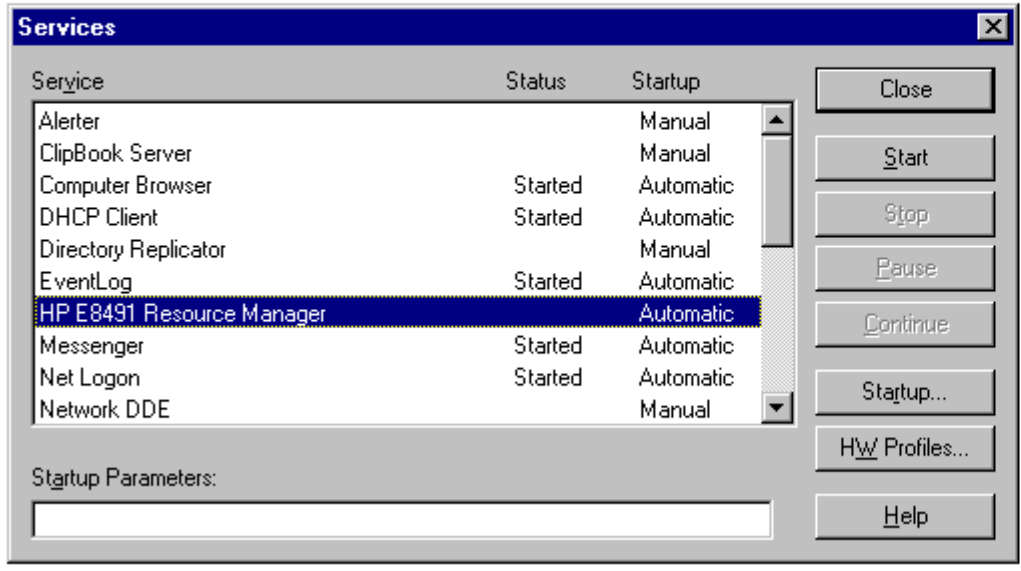 Services
Service Status Startup
Alerter Manual
ClipBook Server Manual
Computer Browser Started Automatic
DHCP Client Started Automatic
Directory Replicator Manual
EventLog Started Automatic
HP E8491 Resource Manager Automatic
Messenger Started Automatic
Net Logon Started Automatic
Network DDE Manual
Startup Parameters:
Close
Start
Stop
Pause
Continue
Startup...
HW Profiles...
Help